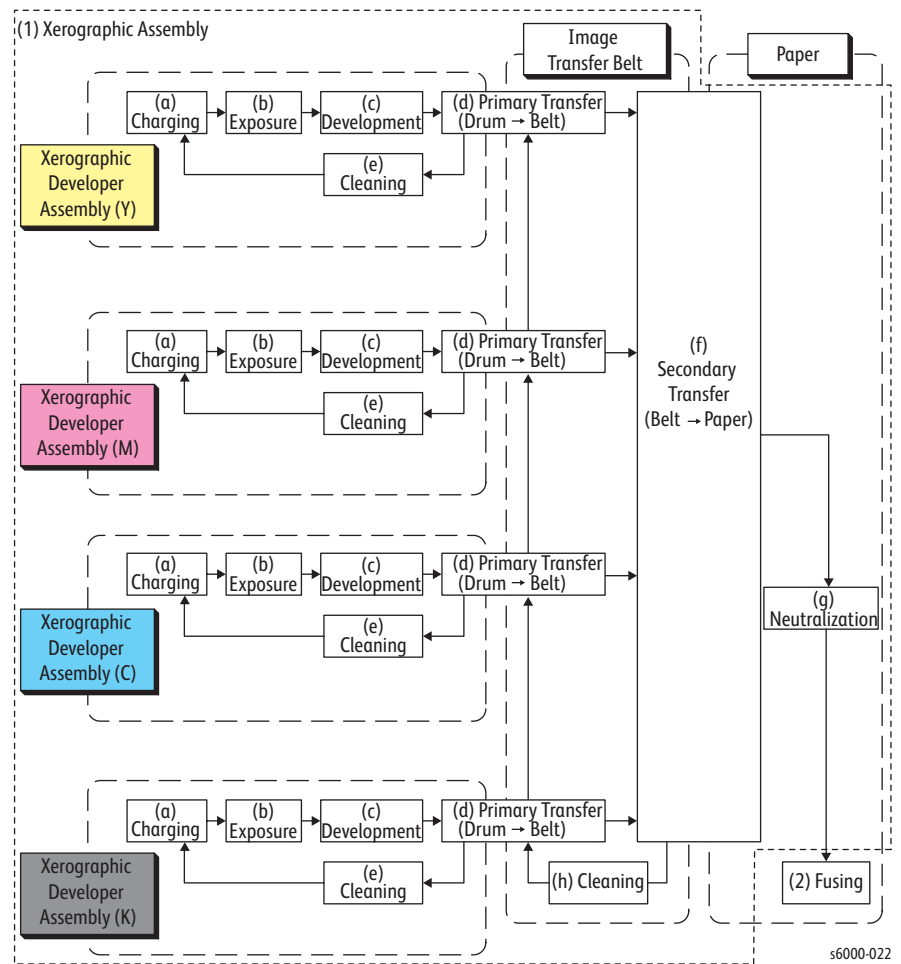 (1) Xerographic Assembly
Image
Transfer Belt
Paper
(a)
Charging
(b)
Exposure
(c)
Development
(d) Primary Transfer
(Drum → Belt)
(e)
Cleaning
Xerographic
Developer
Assembly (Y)
(a)
Charging
(b)
Exposure
(c)
Development
(d) Primary Transfer
(Drum → Belt)
(e)
Cleaning
Xerographic
Developer
Assembly (M)
(f)
Secondary
Transfer
(Belt → Paper)
(a)
Charging
(b)
Exposure
(c)
Development
(d) Primary Transfer
(Drum → Belt)
(e)
Cleaning
Xerographic
Developer
Assembly (C)
(g)
Neutralization
(a)
Charging
(b)
Exposure
(c)
Development
(d) Primary Transfer
(Drum → Belt)
(e)
Cleaning
(h) Cleaning
(2) Fusing
Xerographic
Developer
Assembly (K)
s6000-022